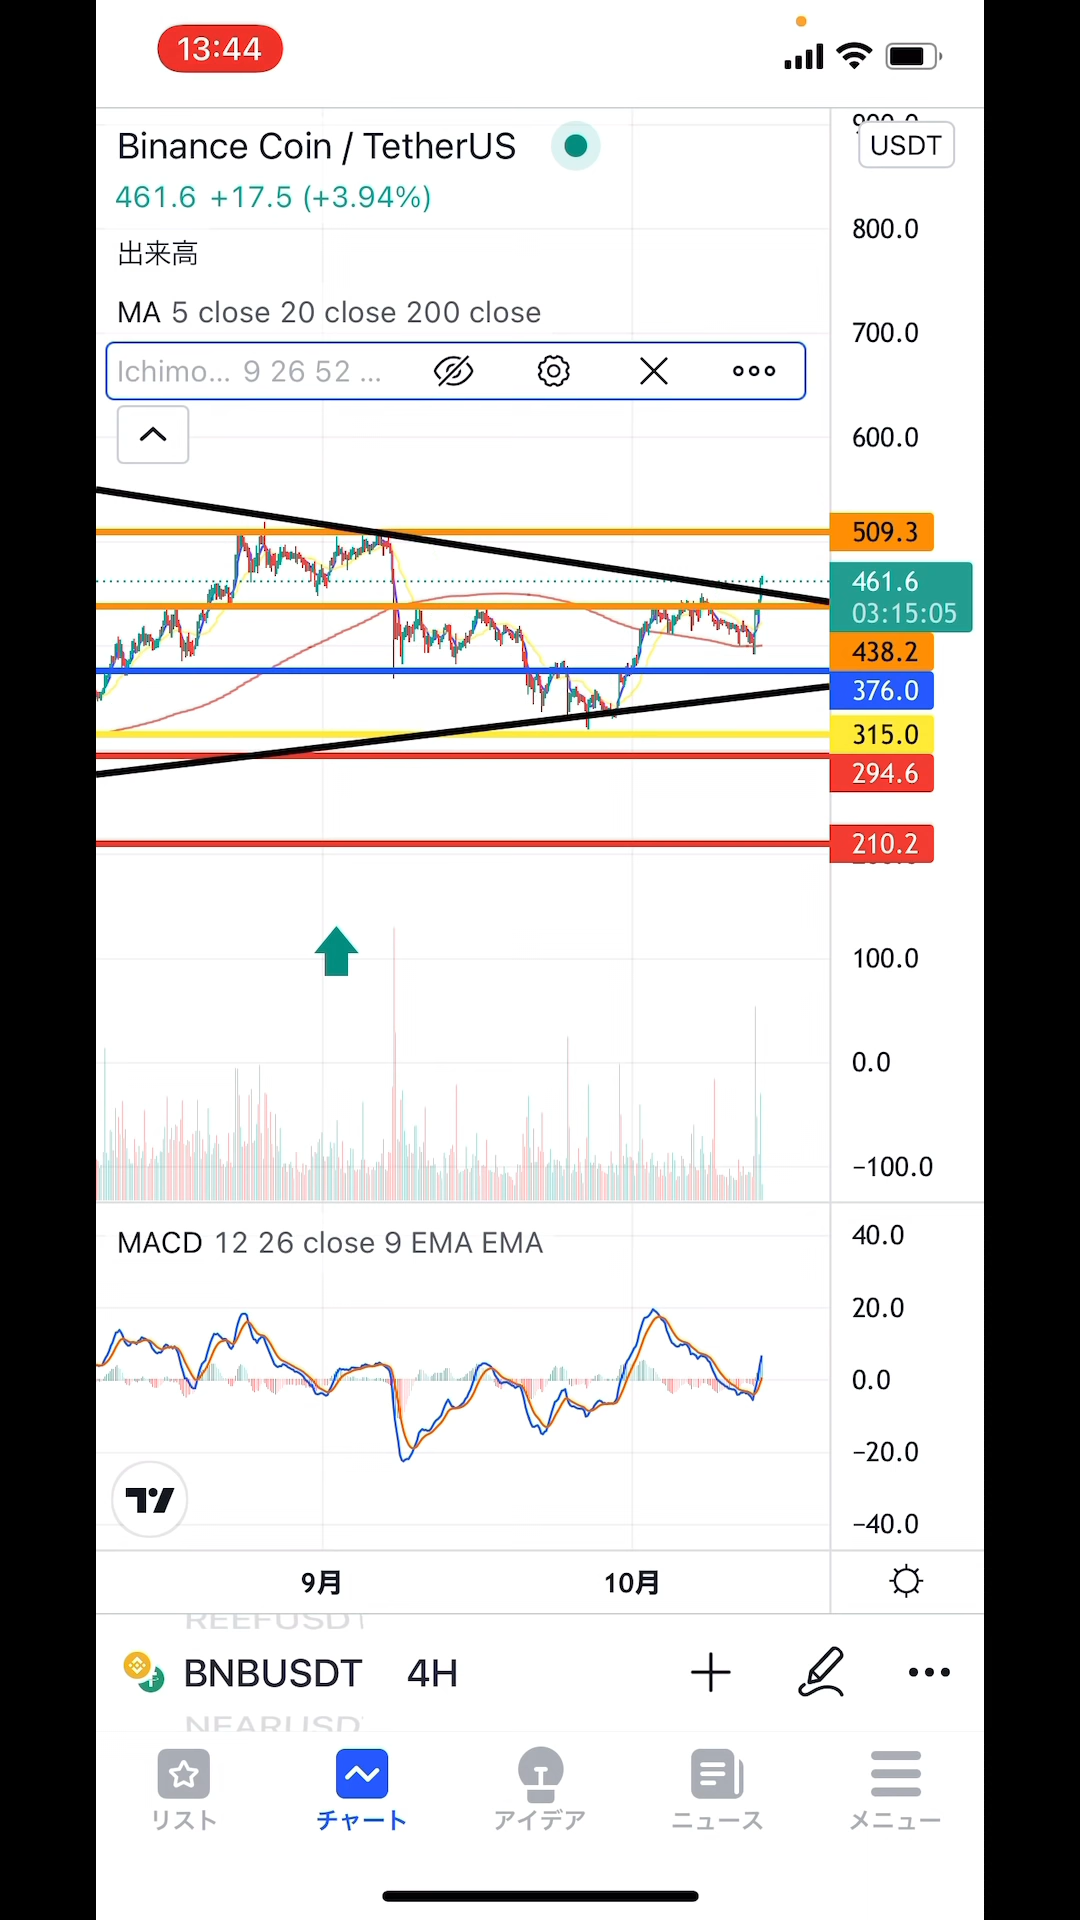 13:44
900.0
Binance Coin / TetherUS
USDT
461.6 +17.5 (+3.94%)
出来高
800.0
MA 5 close 20 close 200 close
700.0
Ichimo... 9 26 52 ...
600.0
509.3
461.6
03:15:05
438.2
376.0
315.0
294.6
210.2
100.0
0.0
−100.0
MACD 12 26 close 9 EMA EMA
40.0
20.0
0.0
−20.0
−40.0
9月
10月
REEFUSDT
BNBUSDT 4H
NEARUSD
リスト
チャート
アイデア
ニュース
メニュー